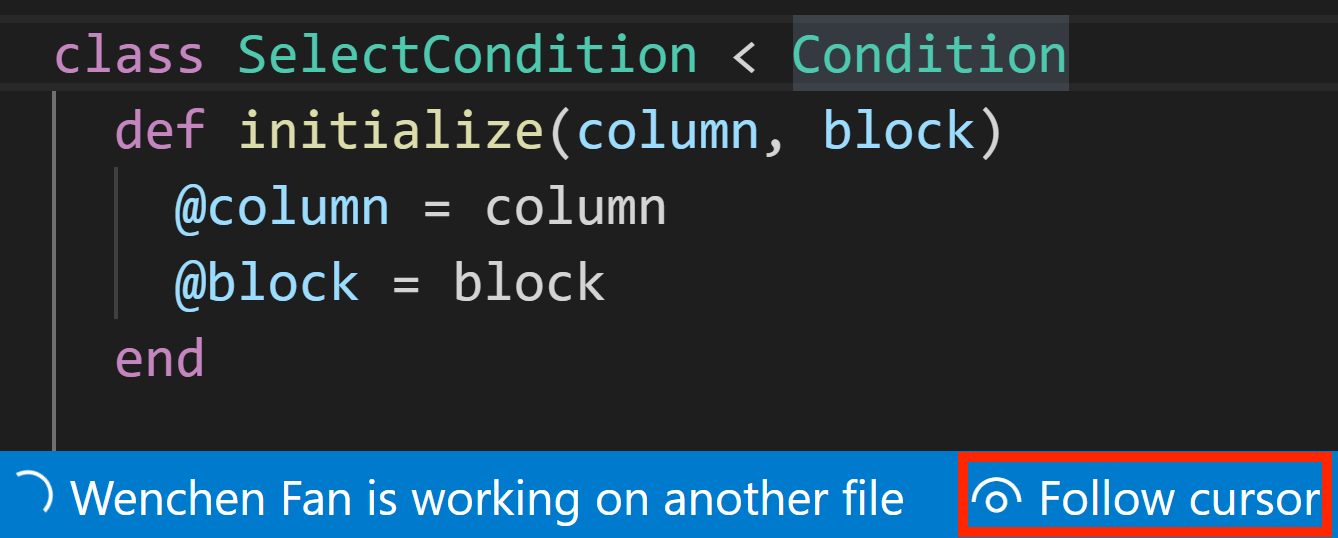 class SelectCondition < Condition
def initialize(column, block)
@column = column
@block = block
end
Wenchen Fan is working on another file
Follow cursor